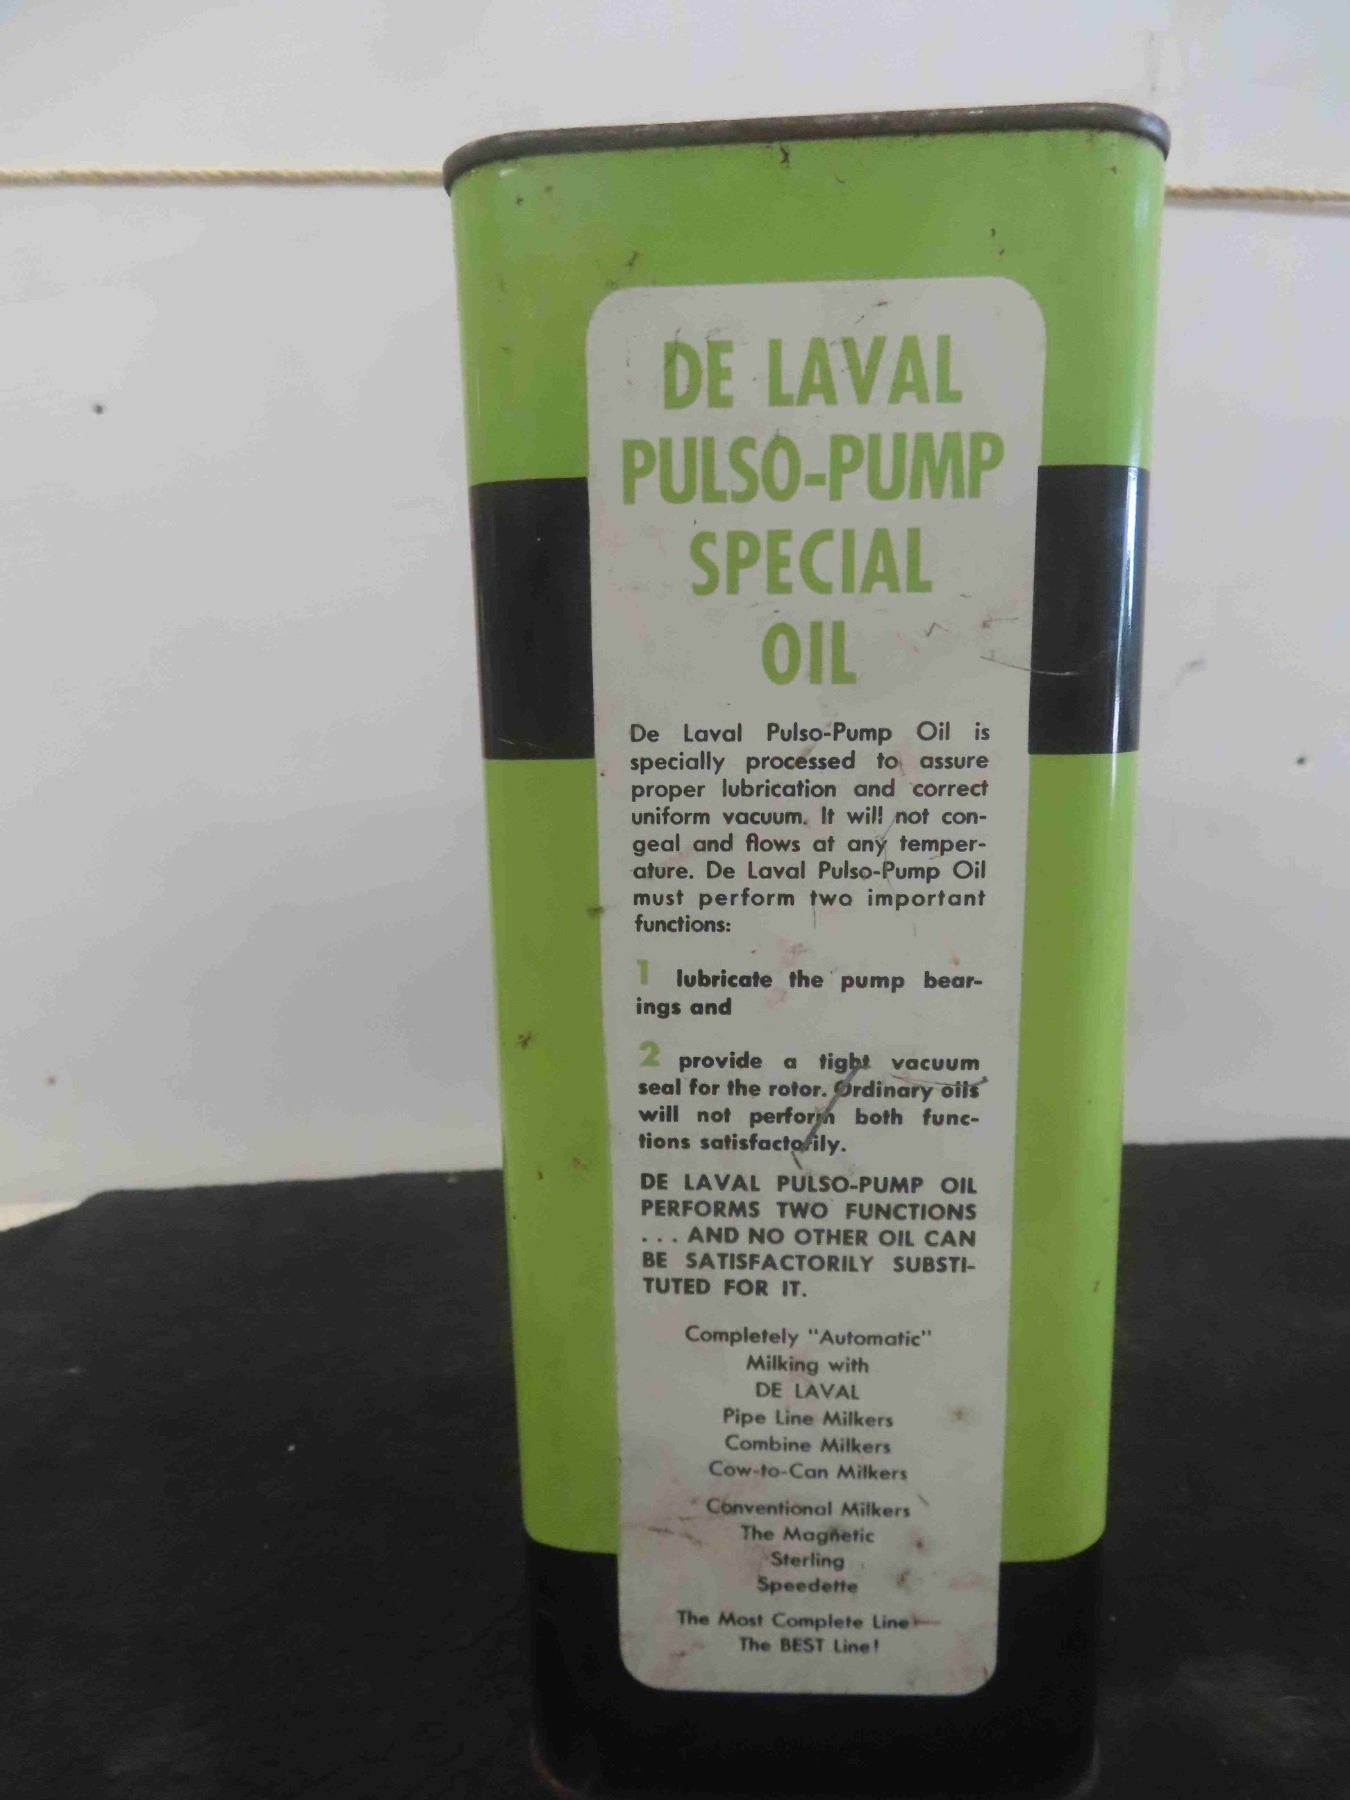 DE LAVAL
PULSO-PUMP
SPECIAL
OIL
De Laval Pulso-Pump Oil is
specially processed to assure
proper lubrication and correct
uniform vacuum. It will not con-
geal and flows at any temper-
ature. De Laval Pulso-Pump Oil
must perform two important
functions:
1 lubricate the pump bear-
ings and
2 provide a tight vacuum
seal for the rotor. Ordinary oils
will not perform both func-
tions satisfactorily.
DE LAVAL PULSO-PUMP OIL
PERFORMS TWO FUNCTIONS
. . . AND NO OTHER OIL CAN
BE SATISFACTORILY SUBSTI-
TUTED FOR IT.
Completely "Automatic"
Milking with
DE LAVAL
Pipe Line Milkers
Combine Milkers
Cow-to-Can Milkers
Conventional Milkers
The Magnetic
Sterling
Speedette
The Most Complete Line—
The BEST Line!